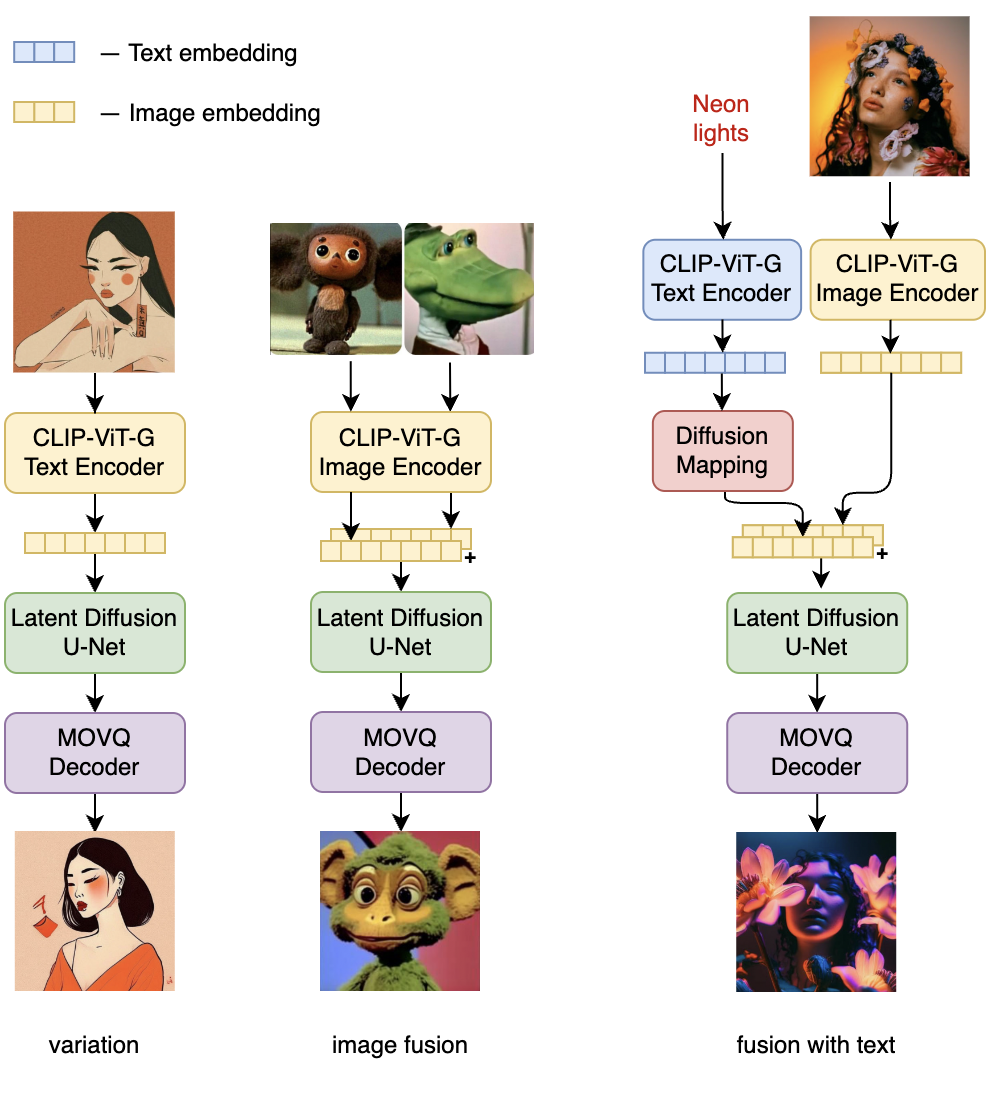 — Text embedding
— Image embedding
Neon
lights
CLIP-ViT-G
Text Encoder
CLIP-ViT-G
Image Encoder
CLIP-ViT-G
Text Encoder
CLIP-ViT-G
Image Encoder
Diffusion
Mapping
+
+
Latent Diffusion
U-Net
Latent Diffusion
U-Net
Latent Diffusion
U-Net
MOVQ
Decoder
MOVQ
Decoder
MOVQ
Decoder
variation
image fusion
fusion with text